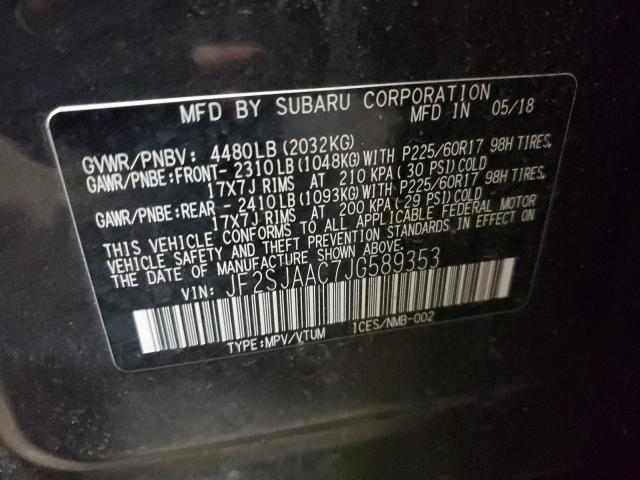 MFD BY SUBARU CORPORATION
MFD IN 05/18
GVWR/PNBV: 4480LB (2032KG)
GAWR/PNBE:FRONT- 2310LB (1048KG) WITH P225/60R17 98H TIRES,
17X7J RIMS AT 210 KPA ( 30 PSI) COLD
GAWR/PNBE:REAR - 2410LB (1093KG) WITH P225/60R17 98H TIRES,
17X7J RIMS AT 200 KPA ( 29 PSI) COLD
THIS VEHICLE CONFORMS TO ALL APPLICABLE FEDERAL MOTOR
VEHICLE SAFETY AND THEFT PREVENTION STANDARDS IN EFFECT ON
THE DATE OF MANUFACTURE SHOWN ABOVE.
VIN: JF2SJAAC7JG589353
TYPE:MPV/VTUM 1CES/NMB-002